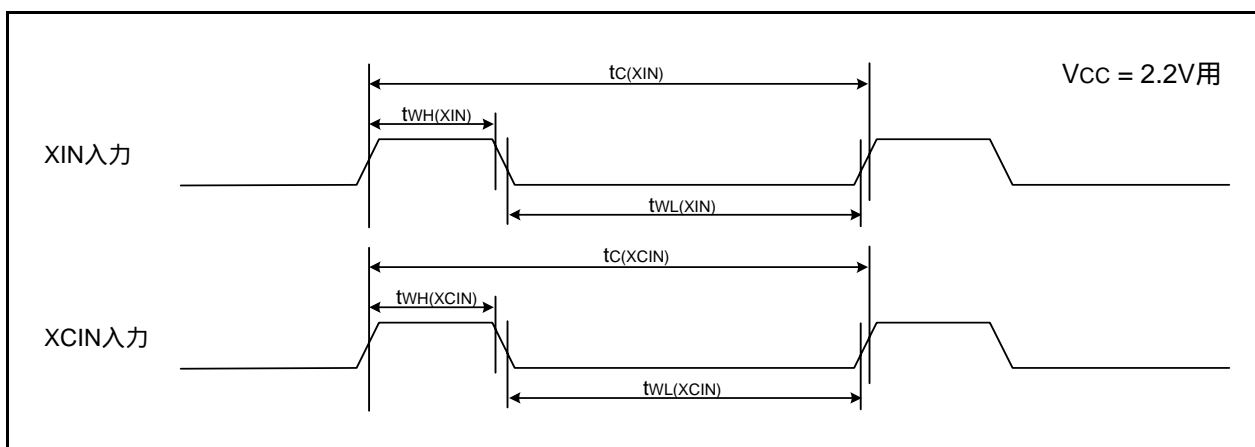 tC(XIN)
VCC = 2.2V用
tWH(XIN)
XIN入力
tWL(XIN)
tC(XCIN)
tWH(XCIN)
XCIN入力
tWL(XCIN)